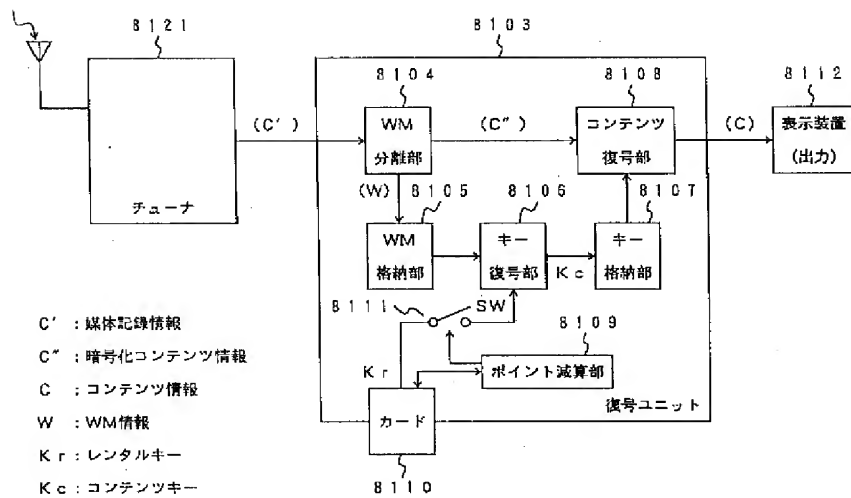 8121
8103
8104
8108
8112
(C′)
WM
分離部
(C″)
コンテンツ
復号部
(C)
表示装置
(出力)
(W)
8105
8106
8107
チューナ
WM
格納部
キー
復号部
Kc
キー
格納部
8111
SW
8109
Kr
ポイント減算部
カード
復号ユニット
8110
C′:媒体記録情報
C″:暗号化コンテンツ情報
C:コンテンツ情報
W:WM情報
Kr:レンタルキー
Kc:コンテンツキー